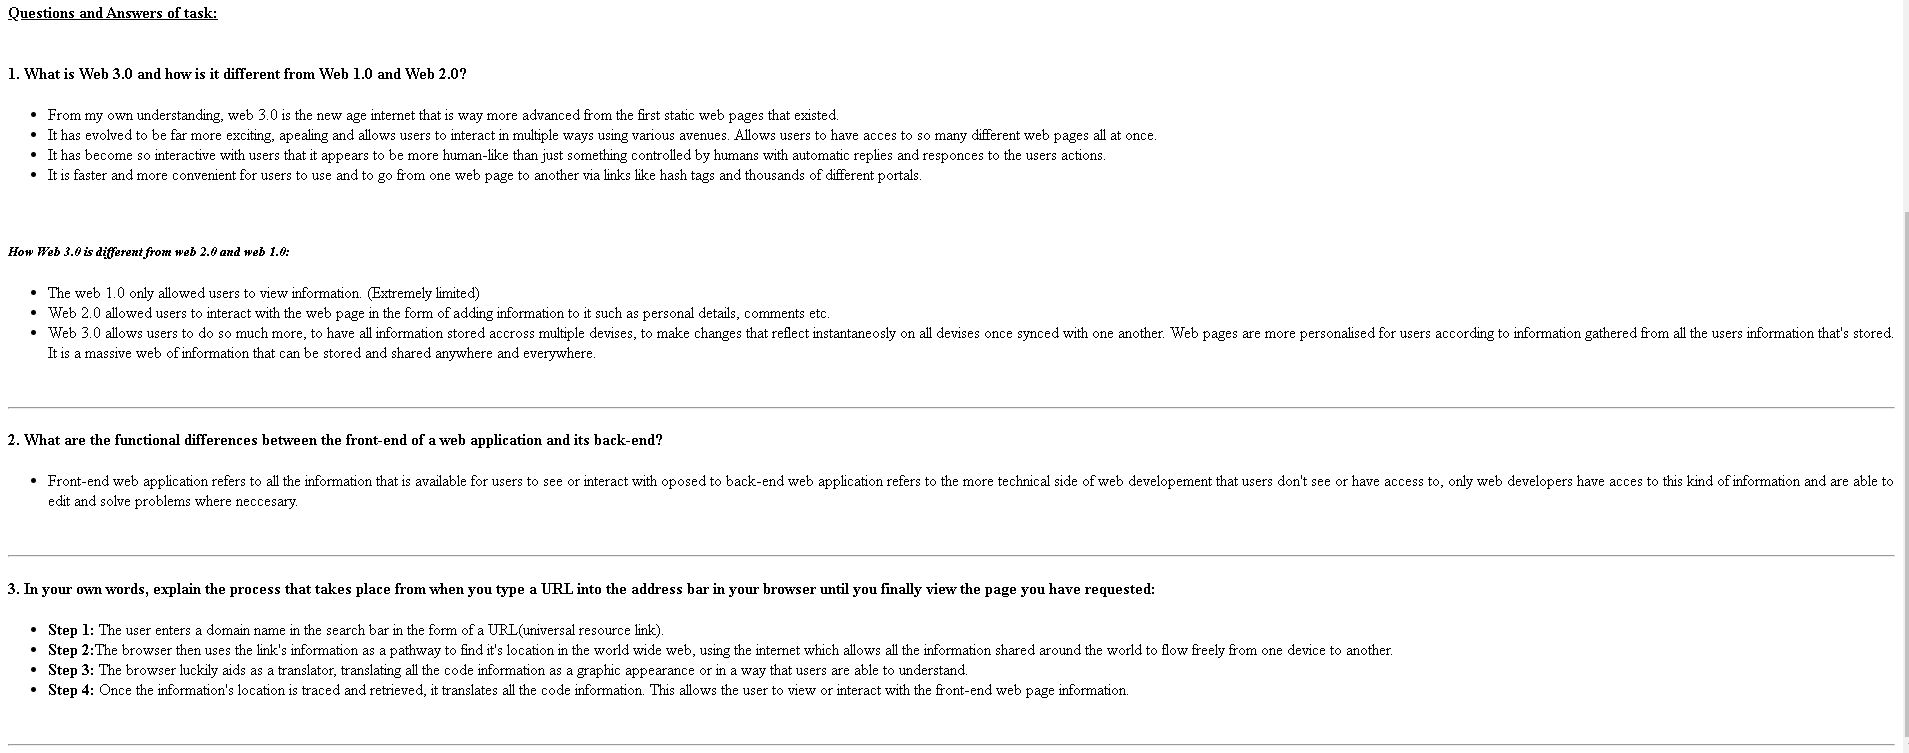 Questions and Answers of task:
1. What is Web 3.0 and how is it different from Web 1.0 and Web 2.0?
• From my own understanding, web 3.0 is the new age internet that is way more advanced from the first static web pages that existed.
• It has evolved to be far more exciting, apealing and allows users to interact in multiple ways using various avenues. Allows users to have acces to so many different web pages all at once.
• It has become so interactive with users that it appears to be more human-like than just something controlled by humans with automatic replies and responces to the users actions.
• It is faster and more convenient for users to use and to go from one web page to another via links like hash tags and thousands of different portals.
How Web 3.0 is different from web 2.0 and web 1.0:
• The web 1.0 only allowed users to view information. (Extremely limited)
• Web 2.0 allowed users to interact with the web page in the form of adding information to it such as personal details, comments etc.
• Web 3.0 allows users to do so much more, to have all information stored accross multiple devises, to make changes that reflect instantaneosly on all devises once synced with one another. Web pages are more personalised for users according to information gathered from all the users information that's stored.
It is a massive web of information that can be stored and shared anywhere and everywhere.
2. What are the functional differences between the front-end of a web application and its back-end?
• Front-end web application refers to all the information that is available for users to see or interact with oposed to back-end web application refers to the more technical side of web developement that users don't see or have access to, only web developers have acces to this kind of information and are able to
edit and solve problems where neccesary.
3. In your own words, explain the process that takes place from when you type a URL into the address bar in your browser until you finally view the page you have requested:
• Step 1: The user enters a domain name in the search bar in the form of a URL(universal resource link).
• Step 2:The browser then uses the link's information as a pathway to find it's location in the world wide web, using the internet which allows all the information shared around the world to flow freely from one device to another.
• Step 3: The browser luckily aids as a translator, translating all the code information as a graphic appearance or in a way that users are able to understand.
• Step 4: Once the information's location is traced and retrieved, it translates all the code information. This allows the user to view or interact with the front-end web page information.